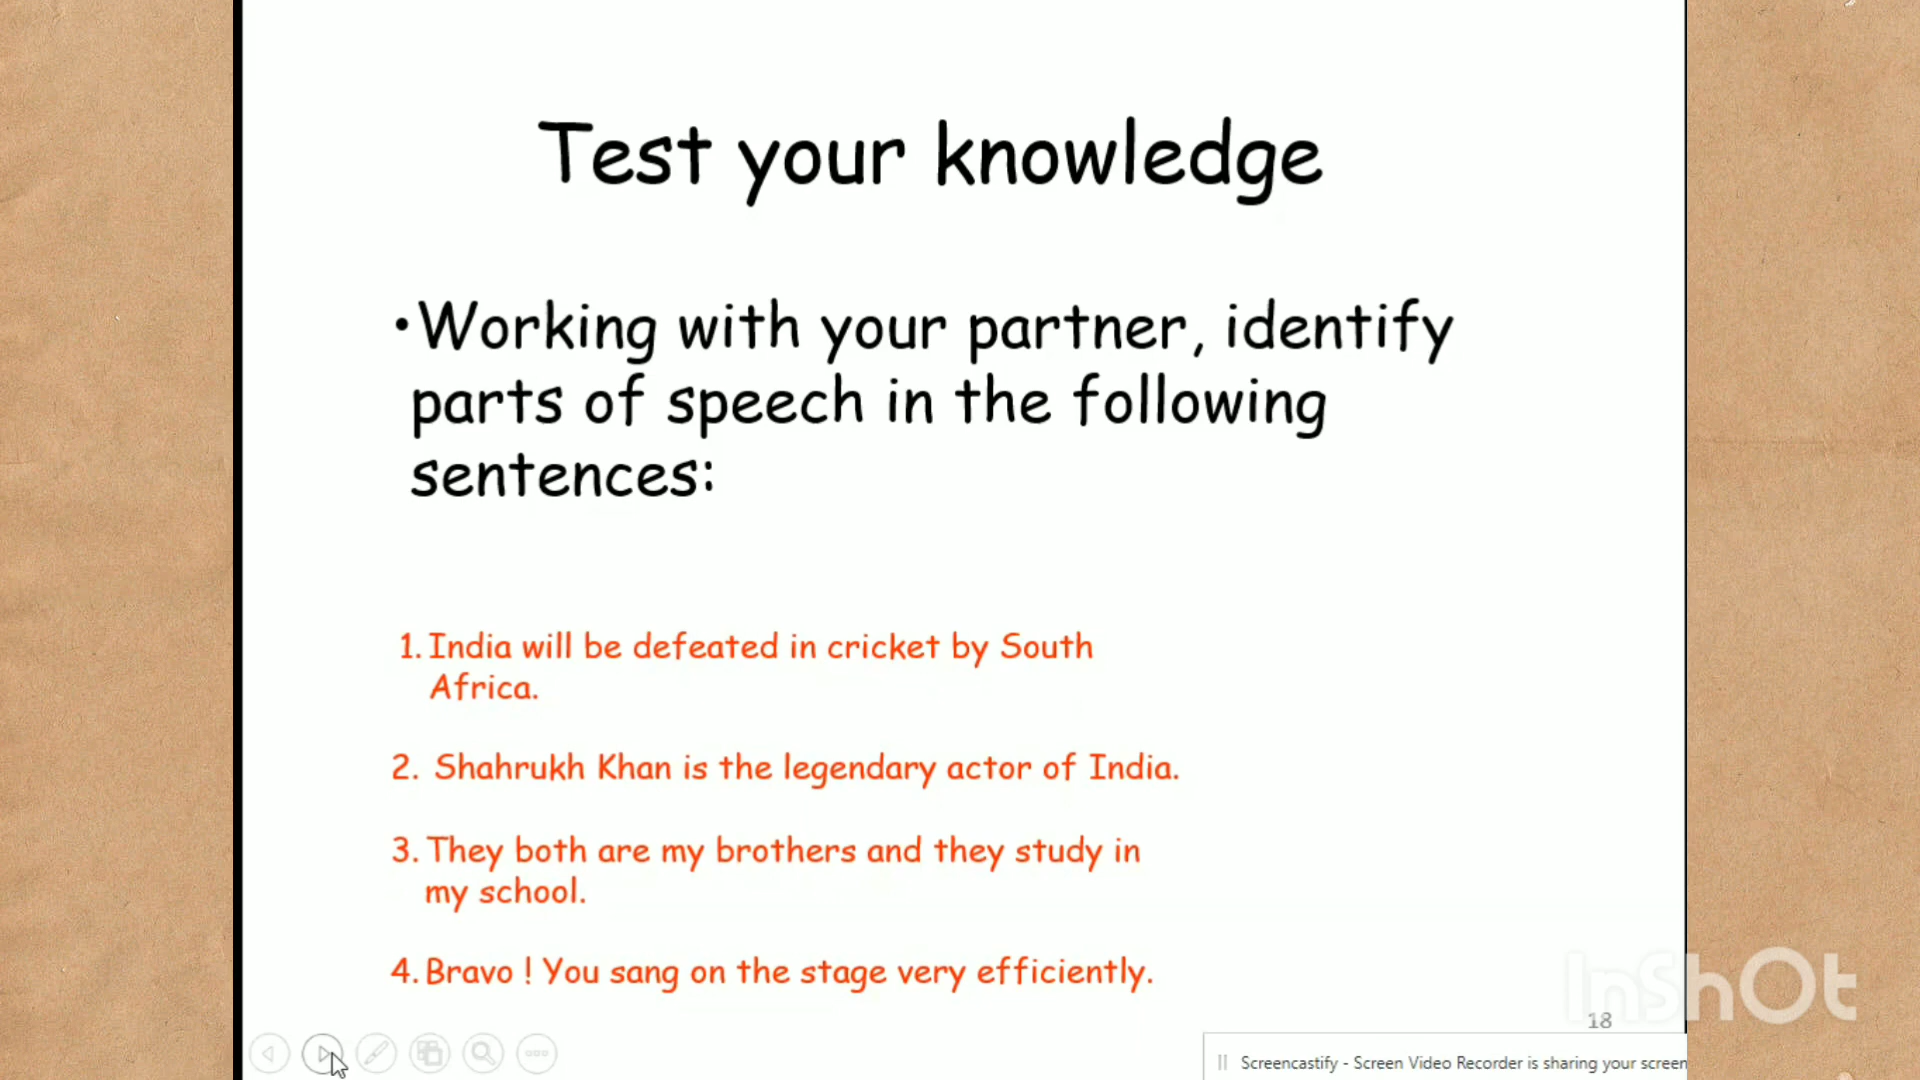 Test your knowledge
•Working with your partner, identify
parts of speech in the following
sentences:
1. India will be defeated in cricket by South
Africa.
2. Shahrukh Khan is the legendary actor of India.
3. They both are my brothers and they study in
my school.
4. Bravo ! You sang on the stage very efficiently.
InShOt
18
Screencastify - Screen Video Recorder is sharing your screen